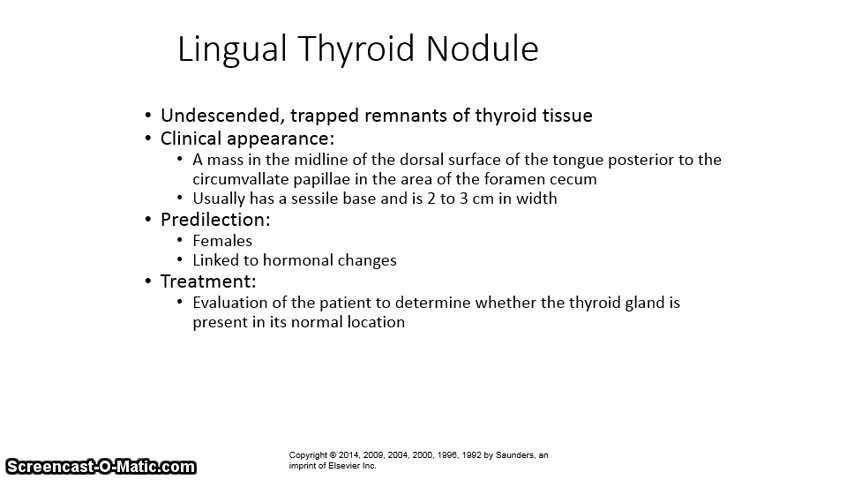 Lingual Thyroid Nodule
• Undescended, trapped remnants of thyroid tissue
• Clinical appearance:
• A mass in the midline of the dorsal surface of the tongue posterior to the
circumvallate papillae in the area of the foramen cecum
• Usually has a sessile base and is 2 to 3 cm in width
• Predilection:
• Females
• Linked to hormonal changes
• Treatment:
• Evaluation of the patient to determine whether the thyroid gland is
present in its normal location
Copyright © 2014, 2009, 2004, 2000, 1996, 1992 by Saunders, an
imprint of Elsevier Inc.
Screencast-O-Matic.com